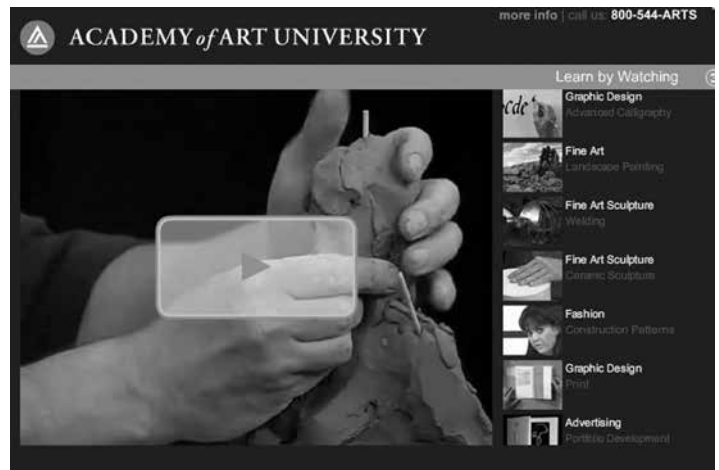 more info | call us: 800-544-ARTS
ACADEMY of ART UNIVERSITY
Learn by Watching
Graphic Design
Advanced Calligraphy
Fine Art
Landscape Painting
Fine Art Sculpture
Welding
Fine Art Sculpture
Ceramic Sculpture
Fashion
Construction Patterns
Graphic Design
Print
Advertising
Portfolio Development